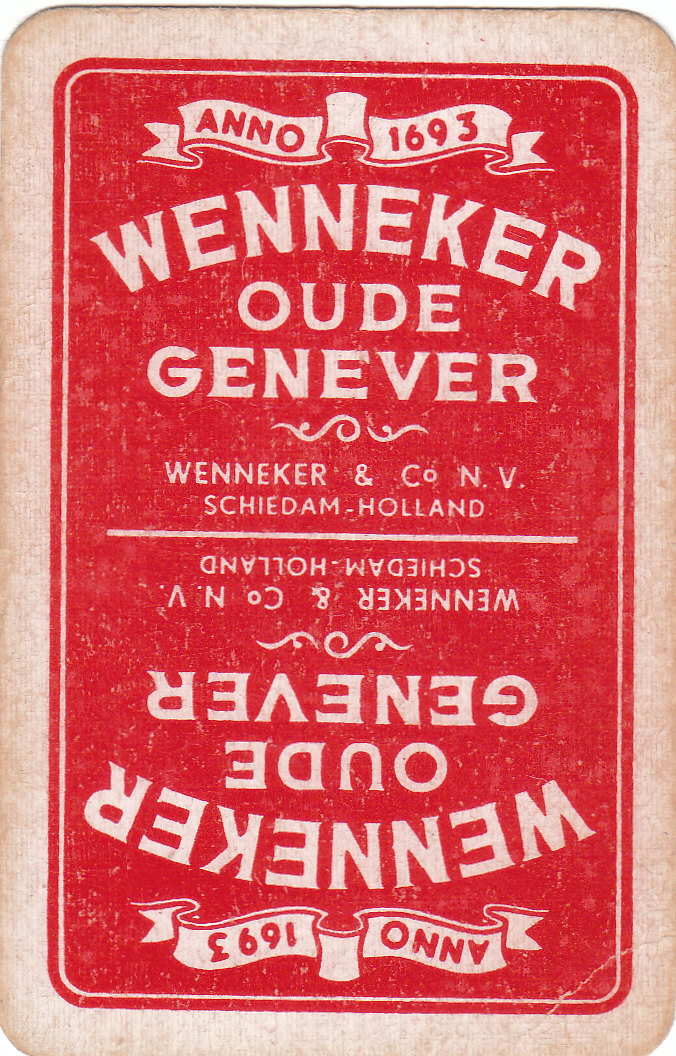 ANNO 1693
WENNEKER
OUDE
GENEVER
WENNEKER & Co N.V.
SCHIEDAM-HOLLAND
SCHIEDAM-HOLLAND
WENNEKER & Co N.V.
GENEVER
OUDE
WENNEKER
ANNO 1693